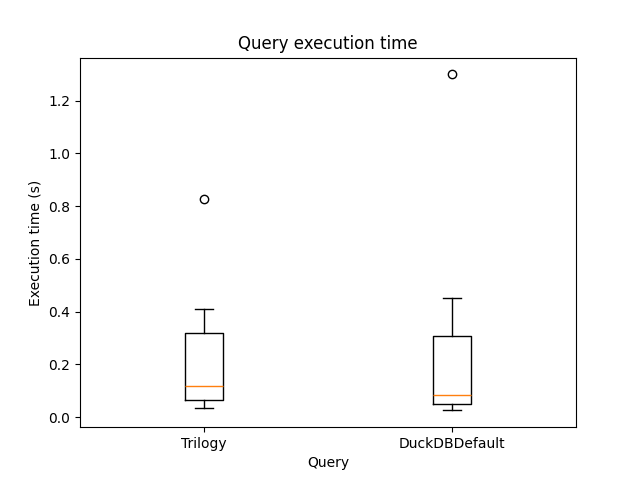 Query execution time
Execution time (s)
1.2
1.0
0.8
0.6
0.4
0.2
0.0
Trilogy
DuckDBDefault
Query